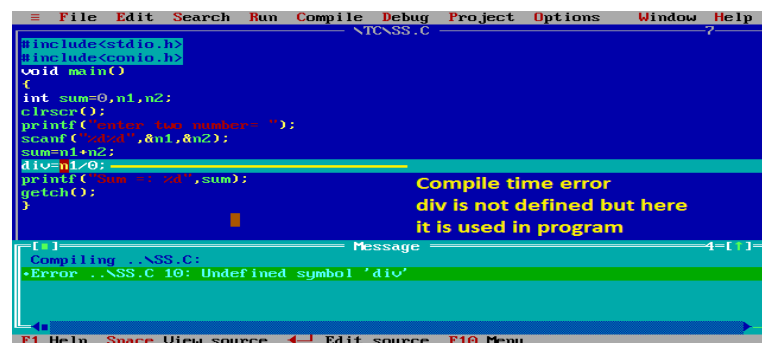 ≡ File Edit Search Run Compile Debug Project Options Window Help
\TC\SS.C 7
#include<stdio.h>
#include<conio.h>
void main()
{
int sum=0,n1,n2;
clrscr();
printf("enter two number= ");
scanf("%d%d",&n1,&n2);
sum=n1+n2;
div=n1/0;
printf("Sum =: %d",sum);
getch();
}
Compile time error
div is not defined but here
it is used in program
[■] Message 4=[↑]
Compiling ..\SS.C:
•Error ..\SS.C 10: Undefined symbol 'div'
F1 Help Space View source ◄┘ Edit source F10 Menu